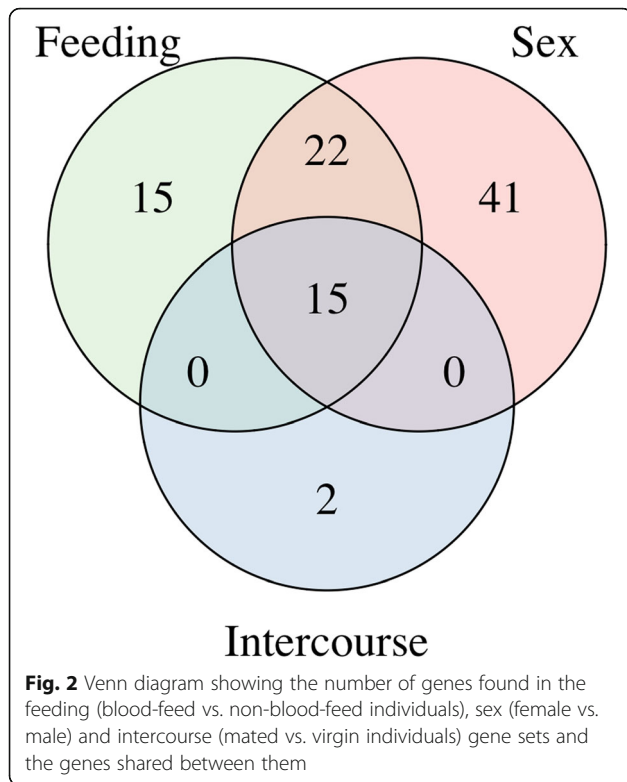 Feeding Sex
22
15 41
15
0 0
2
Intercourse
Fig. 2 Venn diagram showing the number of genes found in the
feeding (blood-feed vs. non-blood-feed individuals), sex (female vs.
male) and intercourse (mated vs. virgin individuals) gene sets and
the genes shared between them